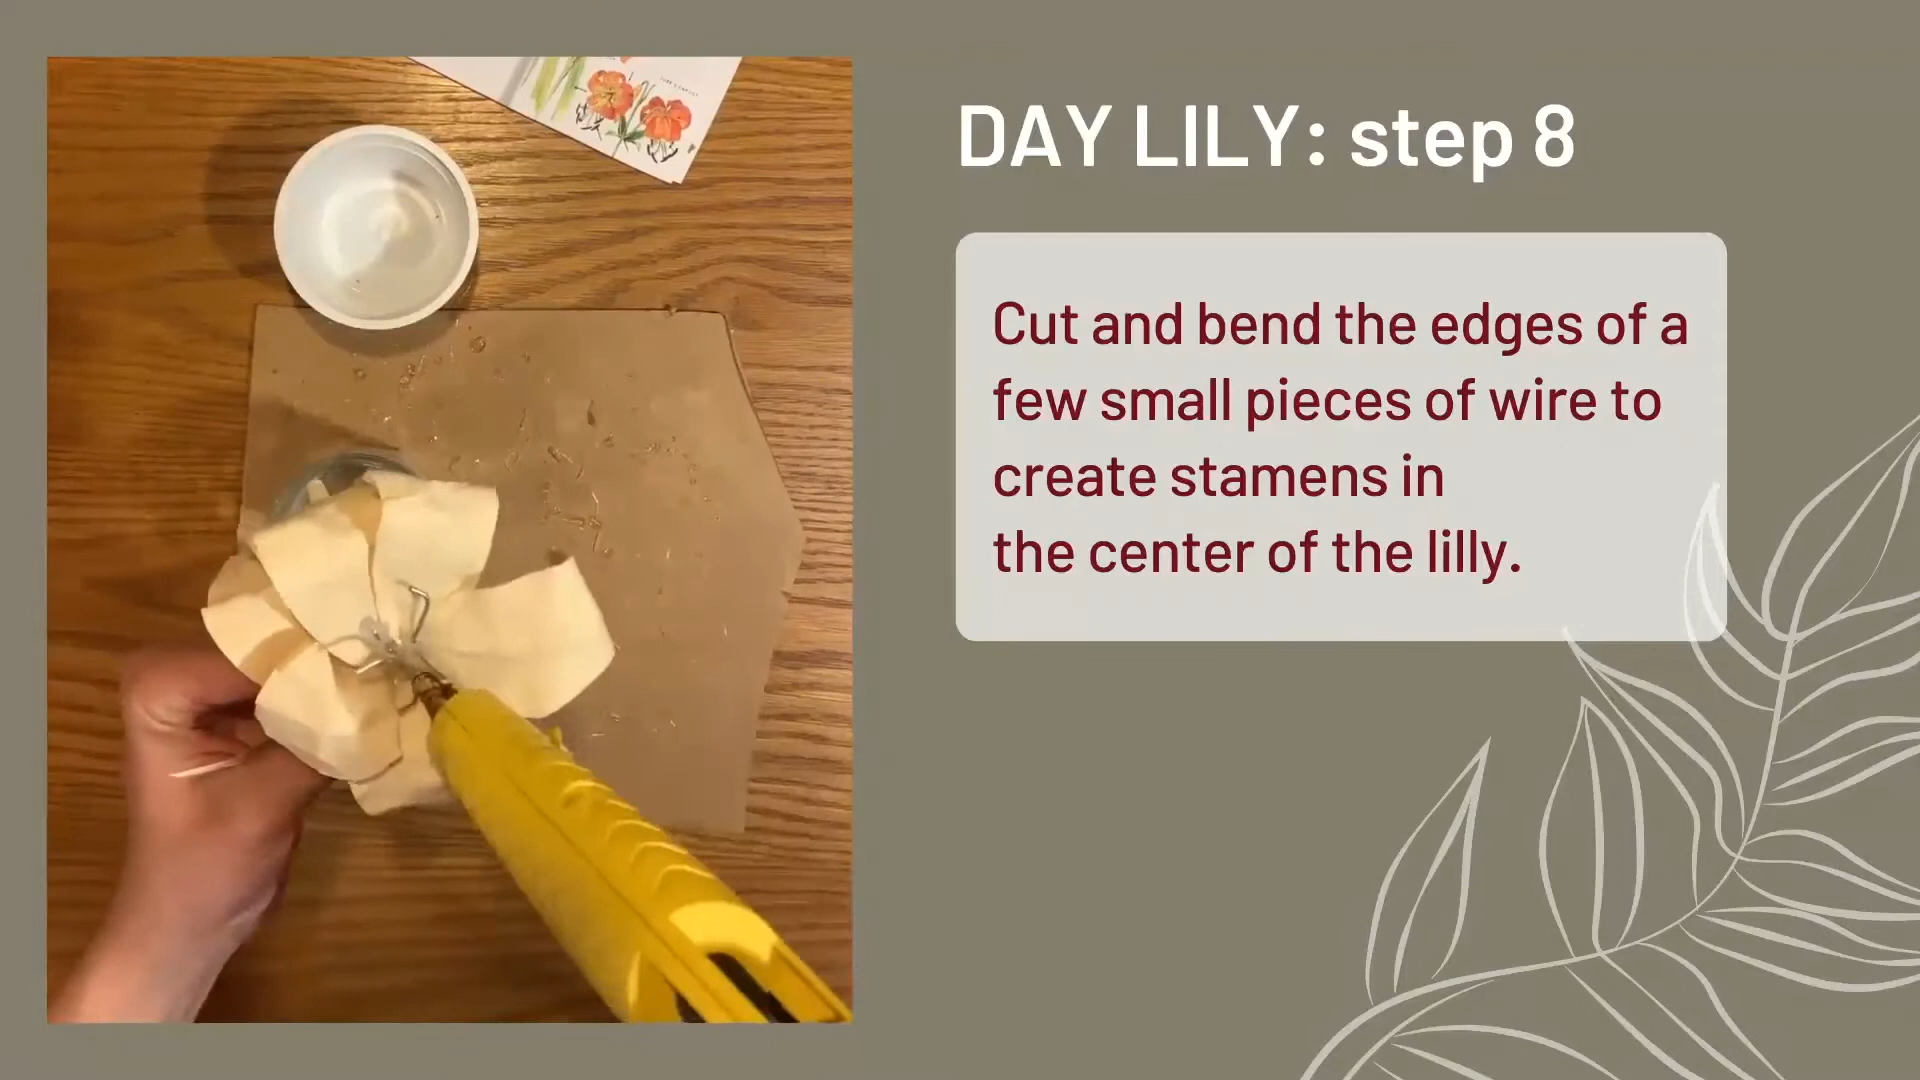 DAY LILY: step 8
Cut and bend the edges of a
few small pieces of wire to
create stamens in
the center of the lilly.